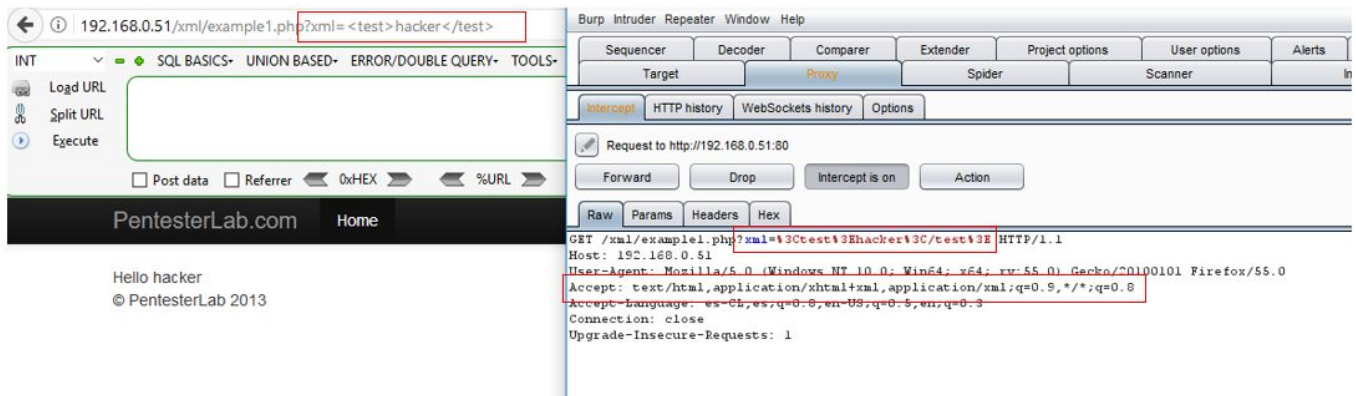 192.168.0.51/xml/example1.php?xml=<test>hacker</test>
INT SQL BASICS UNION BASED ERROR/DOUBLE QUERY TOOLS
Load URL
Split URL
Execute
Post data Referrer 0xHEX %URL
PentesterLab.com Home
Hello hacker
© PentesterLab 2013
Burp Intruder Repeater Window Help
Sequencer Decoder Comparer Extender Project options User options Alerts
Target Proxy Spider Scanner
Intercept HTTP history WebSockets history Options
Request to http://192.168.0.51:80
Forward Drop Intercept is on Action
Raw Params Headers Hex
GET /xml/example1.php?xml=%3Ctest%3Ehacker%3C/test%3E HTTP/1.1
Host: 192.168.0.51
User-Agent: Mozilla/5.0 (Windows NT 10.0; Win64; x64; rv:55.0) Gecko/20100101 Firefox/55.0
Accept: text/html,application/xhtml+xml,application/xml;q=0.9,*/*;q=0.8
Accept-Language: es-CL,es;q=0.8,en-US;q=0.5,en;q=0.3
Connection: close
Upgrade-Insecure-Requests: 1